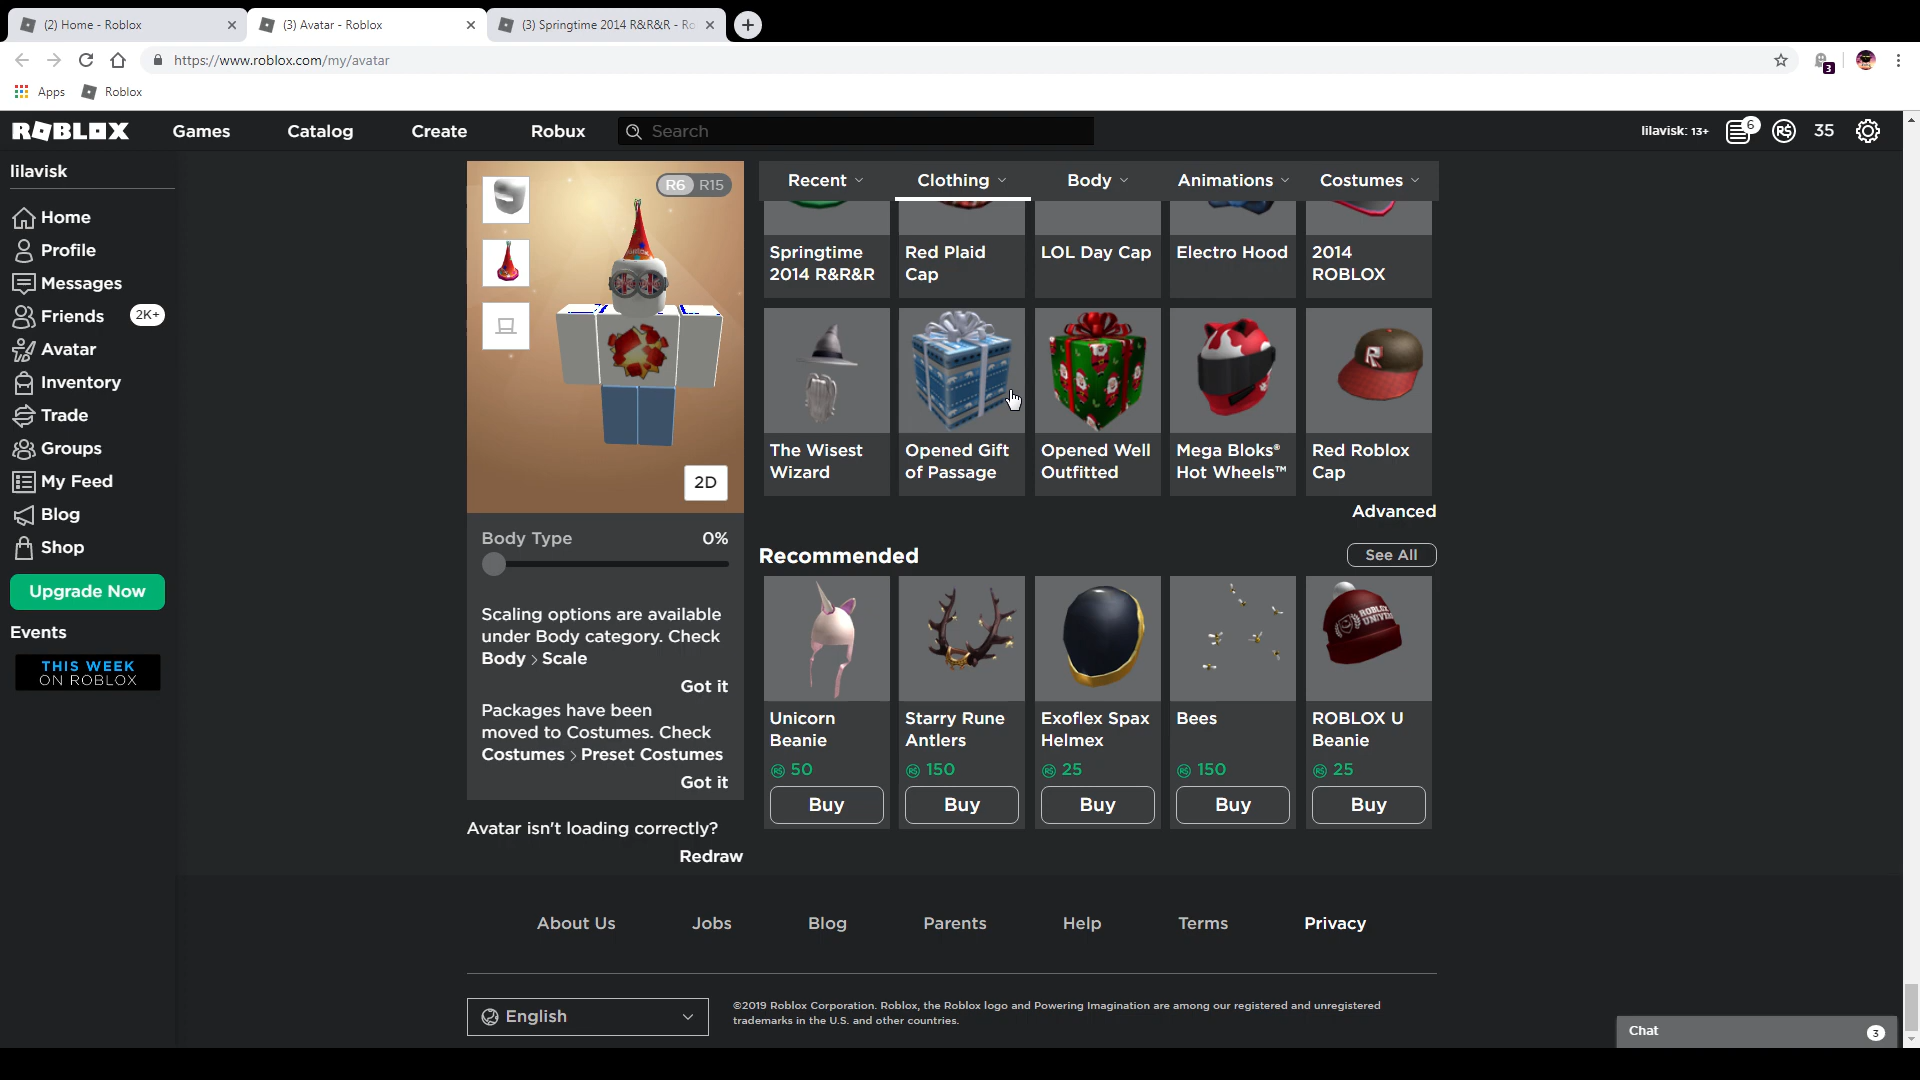 (2) Home - Roblox
(3) Avatar - Roblox
(3) Springtime 2014 R&R&R - Ro
https://www.roblox.com/my/avatar
3
Apps
Roblox
ROBLOX
Games
Catalog
Create
Robux
Search
lilavisk: 13+
6
35
lilavisk
Home
Profile
Messages
Friends
2K+
Avatar
Inventory
Trade
Groups
My Feed
Blog
Shop
Upgrade Now
Events
THIS WEEK
ON ROBLOX
R6 R15
2D
Body Type 0%
Scaling options are available
under Body category. Check
Body > Scale
Got it
Packages have been
moved to Costumes. Check
Costumes > Preset Costumes
Got it
Avatar isn't loading correctly?
Redraw
Recent
Clothing
Body
Animations
Costumes
Springtime
2014 R&R&R
Red Plaid
Cap
LOL Day Cap
Electro Hood
2014
ROBLOX
The Wisest
Wizard
Opened Gift
of Passage
Opened Well
Outfitted
Mega Bloks®
Hot Wheels™
Red Roblox
Cap
Advanced
Recommended
See All
Unicorn
Beanie
50
Buy
Starry Rune
Antlers
150
Buy
Exoflex Spax
Helmex
25
Buy
Bees
150
Buy
ROBLOX U
Beanie
25
Buy
About Us
Jobs
Blog
Parents
Help
Terms
Privacy
English
©2019 Roblox Corporation. Roblox, the Roblox logo and Powering Imagination are among our registered and unregistered
trademarks in the U.S. and other countries.
Chat
3